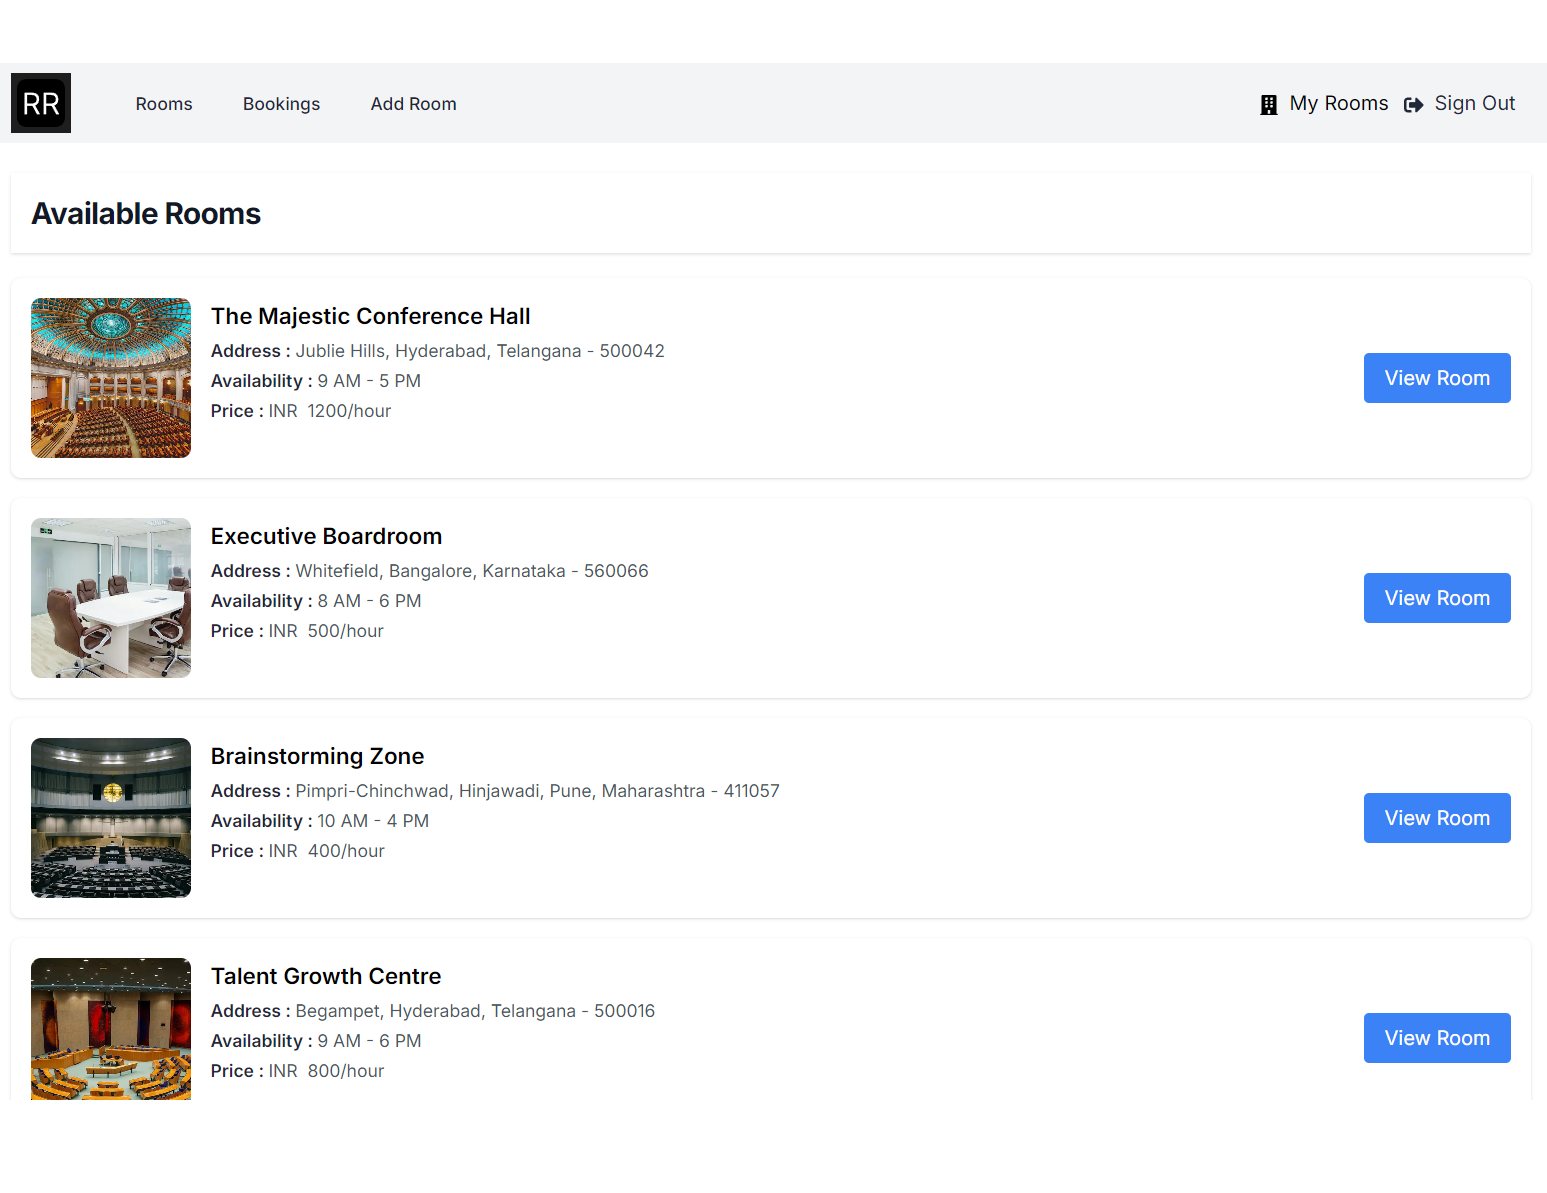 RR
Rooms Bookings Add Room My Rooms Sign Out
Available Rooms
The Majestic Conference Hall
Address : Jublie Hills, Hyderabad, Telangana - 500042
Availability : 9 AM - 5 PM
Price : INR 1200/hour
View Room
Executive Boardroom
Address : Whitefield, Bangalore, Karnataka - 560066
Availability : 8 AM - 6 PM
Price : INR 500/hour
View Room
Brainstorming Zone
Address : Pimpri-Chinchwad, Hinjawadi, Pune, Maharashtra - 411057
Availability : 10 AM - 4 PM
Price : INR 400/hour
View Room
Talent Growth Centre
Address : Begampet, Hyderabad, Telangana - 500016
Availability : 9 AM - 6 PM
Price : INR 800/hour
View Room